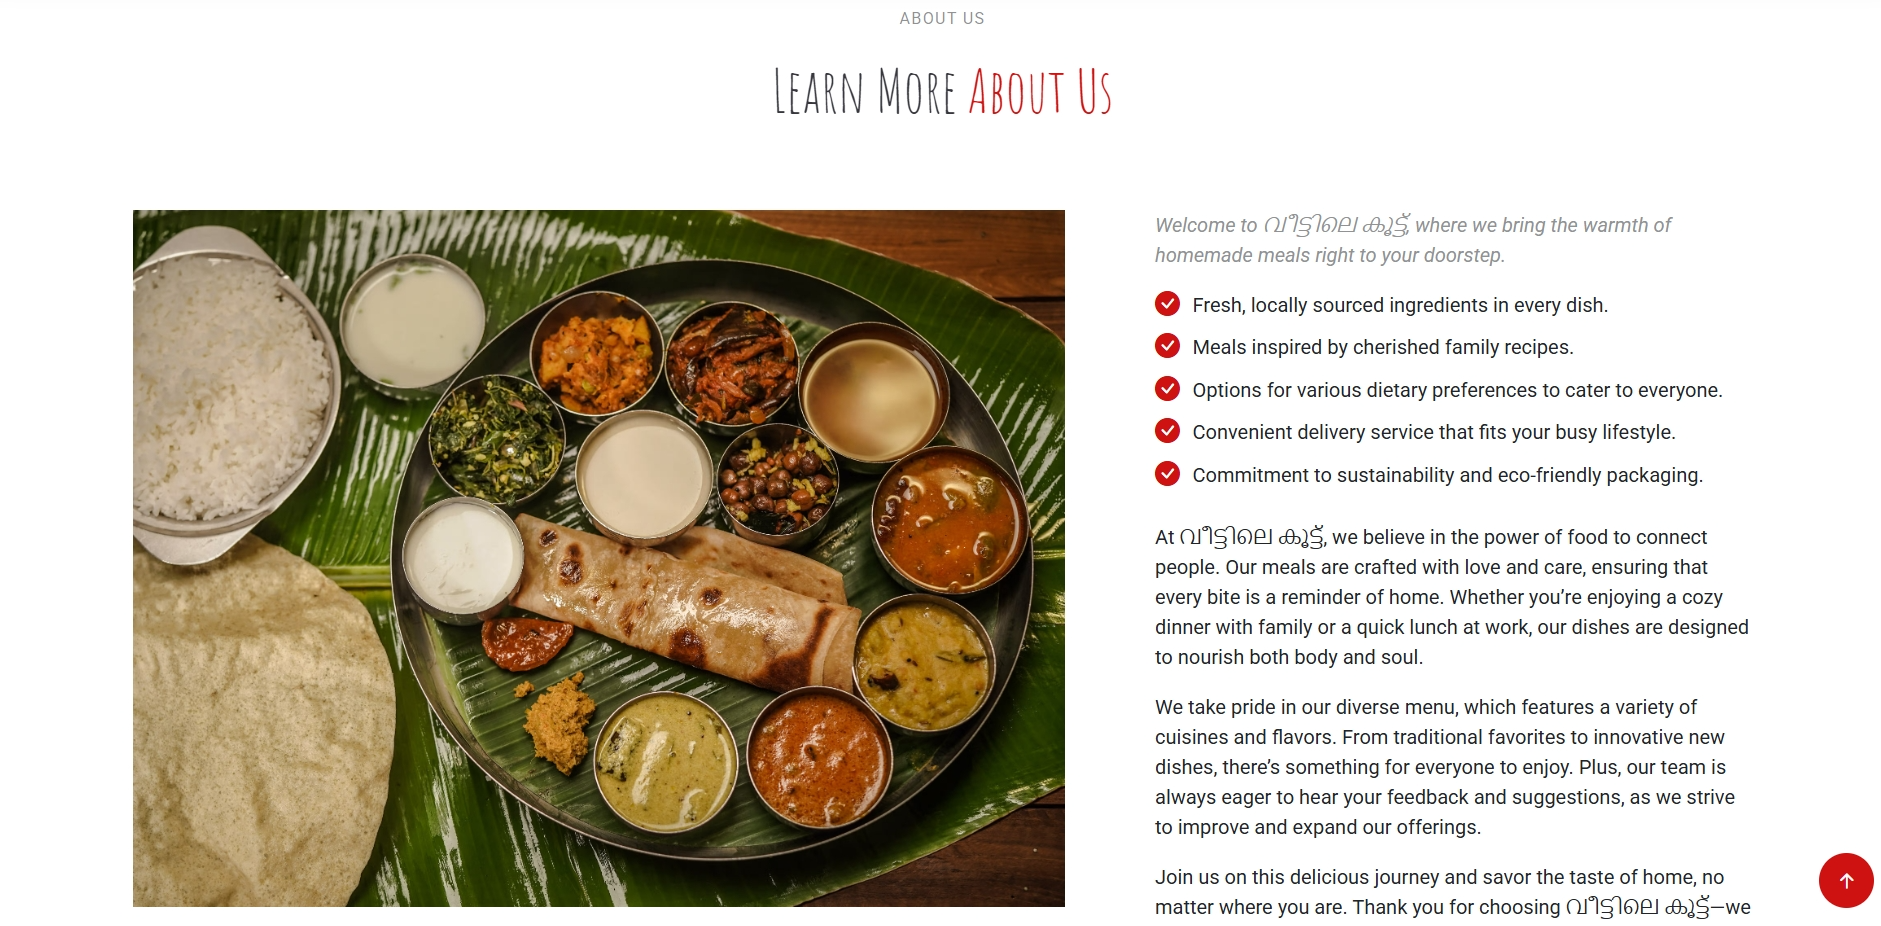 ABOUT US
Learn More About Us
Welcome to വീട്ടിലെ കൂട്ട്, where we bring the warmth of
homemade meals right to your doorstep.
Fresh, locally sourced ingredients in every dish.
Meals inspired by cherished family recipes.
Options for various dietary preferences to cater to everyone.
Convenient delivery service that fits your busy lifestyle.
Commitment to sustainability and eco-friendly packaging.
At വീട്ടിലെ കൂട്ട്, we believe in the power of food to connect
people. Our meals are crafted with love and care, ensuring that
every bite is a reminder of home. Whether you’re enjoying a cozy
dinner with family or a quick lunch at work, our dishes are designed
to nourish both body and soul.
We take pride in our diverse menu, which features a variety of
cuisines and flavors. From traditional favorites to innovative new
dishes, there’s something for everyone to enjoy. Plus, our team is
always eager to hear your feedback and suggestions, as we strive
to improve and expand our offerings.
Join us on this delicious journey and savor the taste of home, no
matter where you are. Thank you for choosing വീട്ടിലെ കൂട്ട്—we